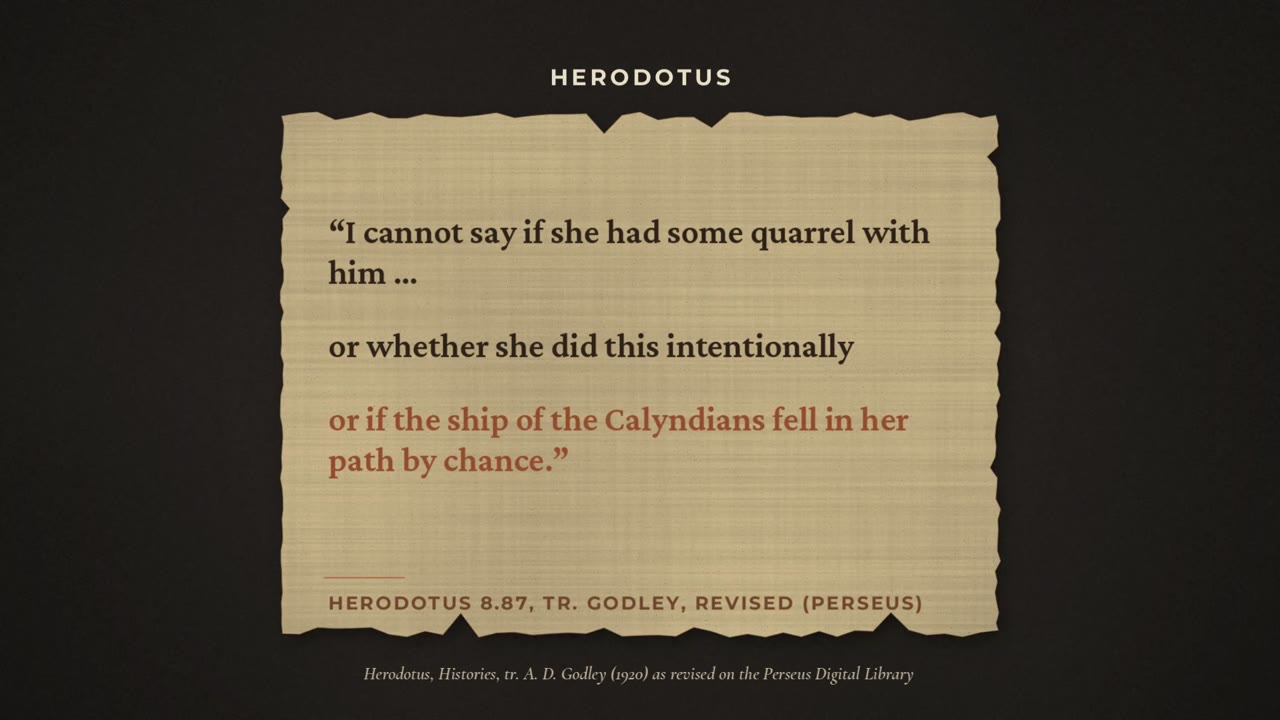 HERODOTUS
“I cannot say if she had some quarrel with
him ...
or whether she did this intentionally
or if the ship of the Calyndians fell in her
path by chance.”
HERODOTUS 8.87, TR. GODLEY, REVISED (PERSEUS)
Herodotus, Histories, tr. A. D. Godley (1920) as revised on the Perseus Digital Library